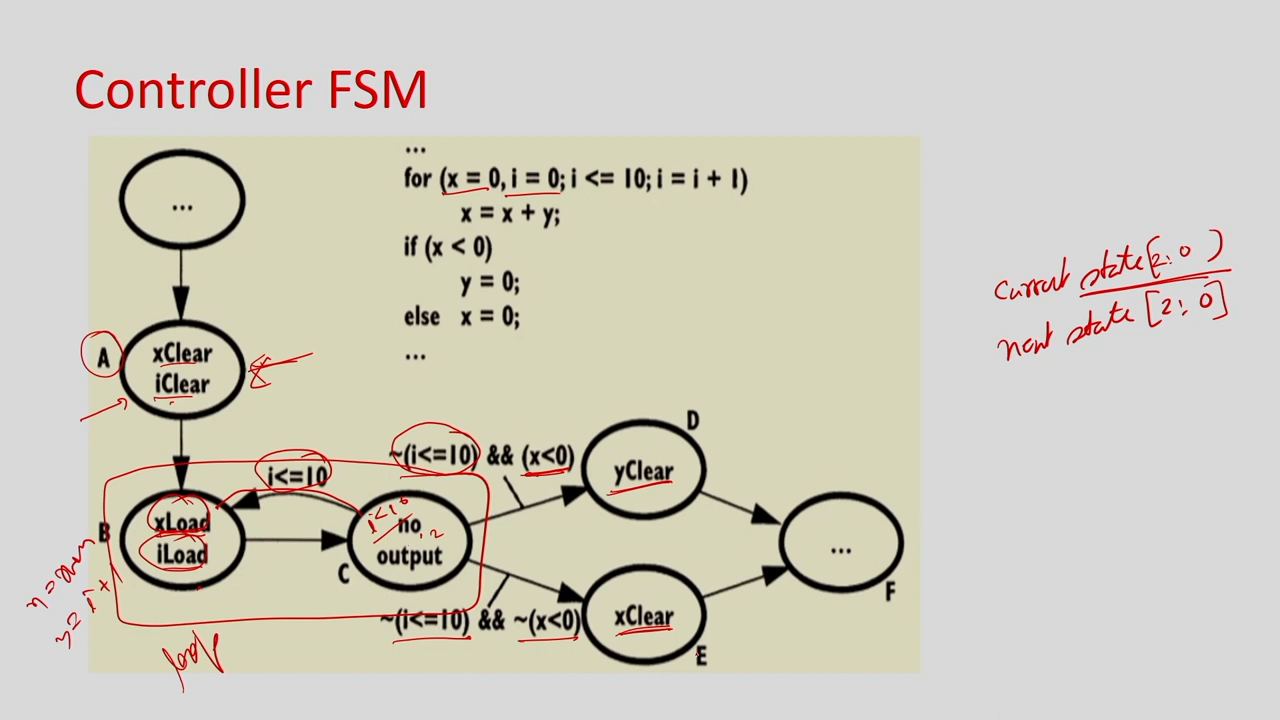 Controller FSM
...
for (x = 0, i = 0; i <= 10; i = i + 1)
x = x + y;
if (x < 0)
y = 0;
else x = 0;
...
...
A
xClear
iClear
current state[2:0)
next state [2:0]
D
~(i<=10) && (x<0)
yClear
i<=10
B
xLoad
iLoad
no
output
C
...
F
~(i<=10) && ~(x<0)
xClear
E
loop